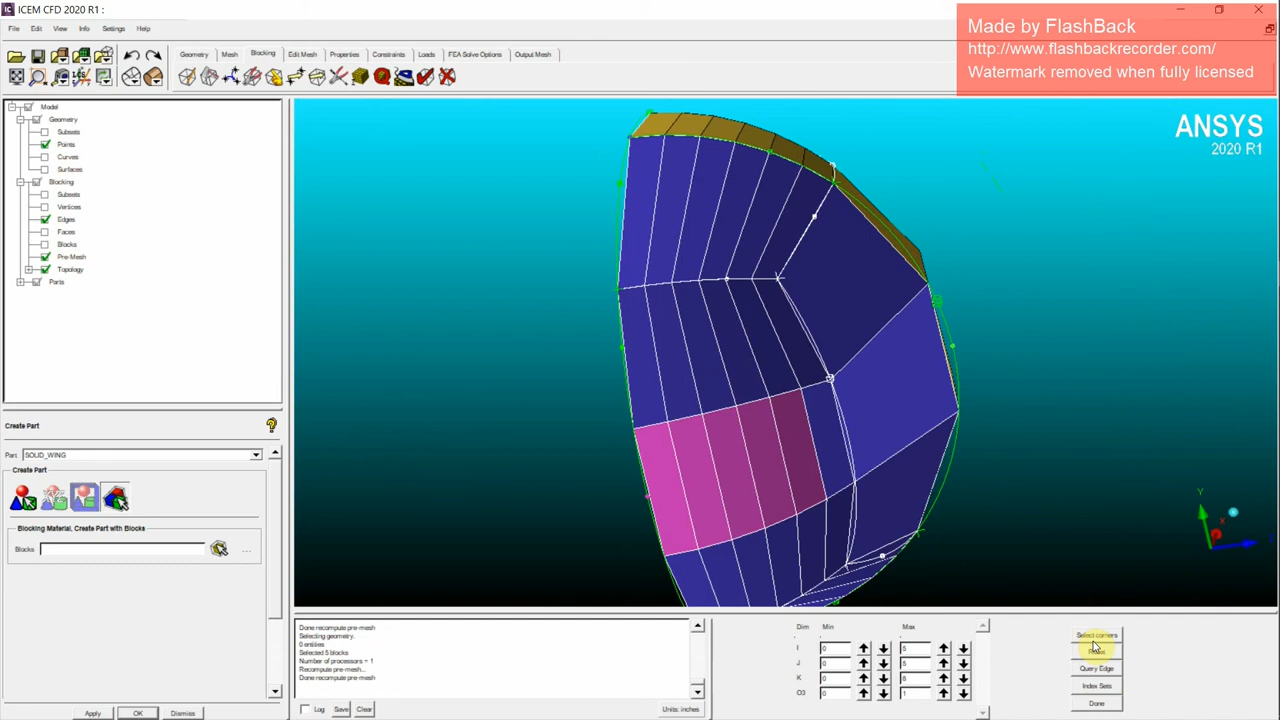 ICEM CFD 2020 R1 :
Made by FlashBack
http://www.flashbackrecorder.com/
Watermark removed when fully licensed
File Edit View Info Settings Help
Geometry Mesh Blocking Edit Mesh Properties Constraints Loads FEA Solve Options Output Mesh
ANSYS
2020 R1
Model
Geometry
Subsets
Points
Curves
Surfaces
Blocking
Subsets
Vertices
Edges
Faces
Blocks
Pre-Mesh
Topology
Parts
Create Part
Part SOLID_WING
Create Part
Blocking Material, Create Part with Blocks
Blocks
Apply OK Dismiss
Done recompute pre-mesh
Selecting geometry.
0 entities
Selected 5 blocks
Number of processors = 1
Recompute pre-mesh...
Done recompute pre-mesh
Log Save Clear
Units: inches
Dim Min Max
I 0 5
0 5
0 6
O3 0 1
Select corners
Query Edge
Index Sets
Done
Y
X